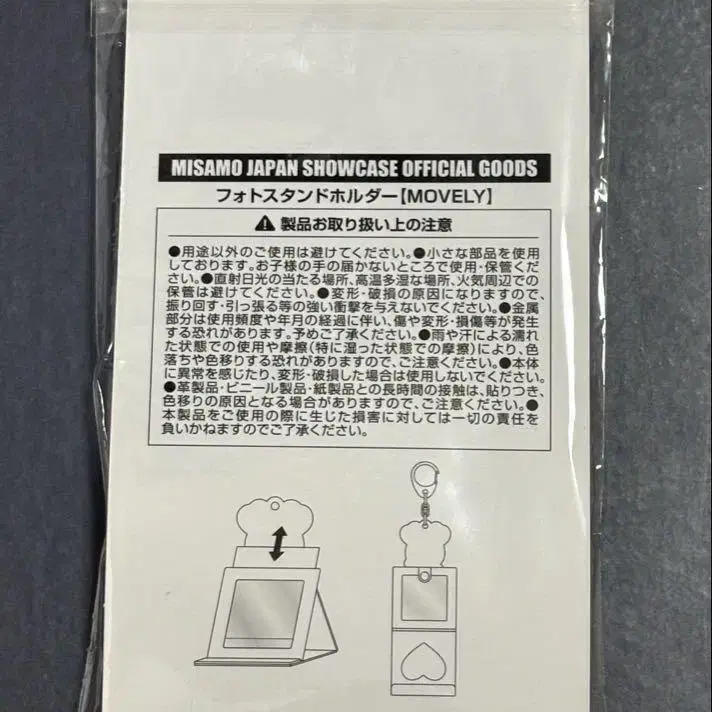 MISAMO JAPAN SHOWCASE OFFICIAL GOODS
フォトスタンドホルダー【MOVELY】
製品お取り扱い上の注意
●用途以外のご使用は避けてください。●小さな部品を使用
しております。お子様の手の届かないところで使用・保管くだ
さい。●直射日光の当たる場所、高温多湿な場所、火気周辺での
保管は避けてください。●変形・破損の原因になりますので、
振り回す・引っ張る等の強い衝撃を与えないでください。●金属
部分は使用頻度や年月の経過に伴い、傷や変形・損傷等が発生
する恐れがあります。予めご了承ください。●雨や汗による濡れ
た状態での使用や摩擦(特に湿った状態での摩擦)により、色
落ちや色移りする恐れがありますので、ご注意ください。●本体
に異常を感じたり、変形・破損した場合は使用しないでください。
●革製品・ビニール製品・紙製品との長時間の接触は、貼りつき、
色移りの原因となる場合がありますので、ご注意ください。●
本製品をご使用の際に生じた損害に対しては一切の責任を
負いかねますのでご了承ください。